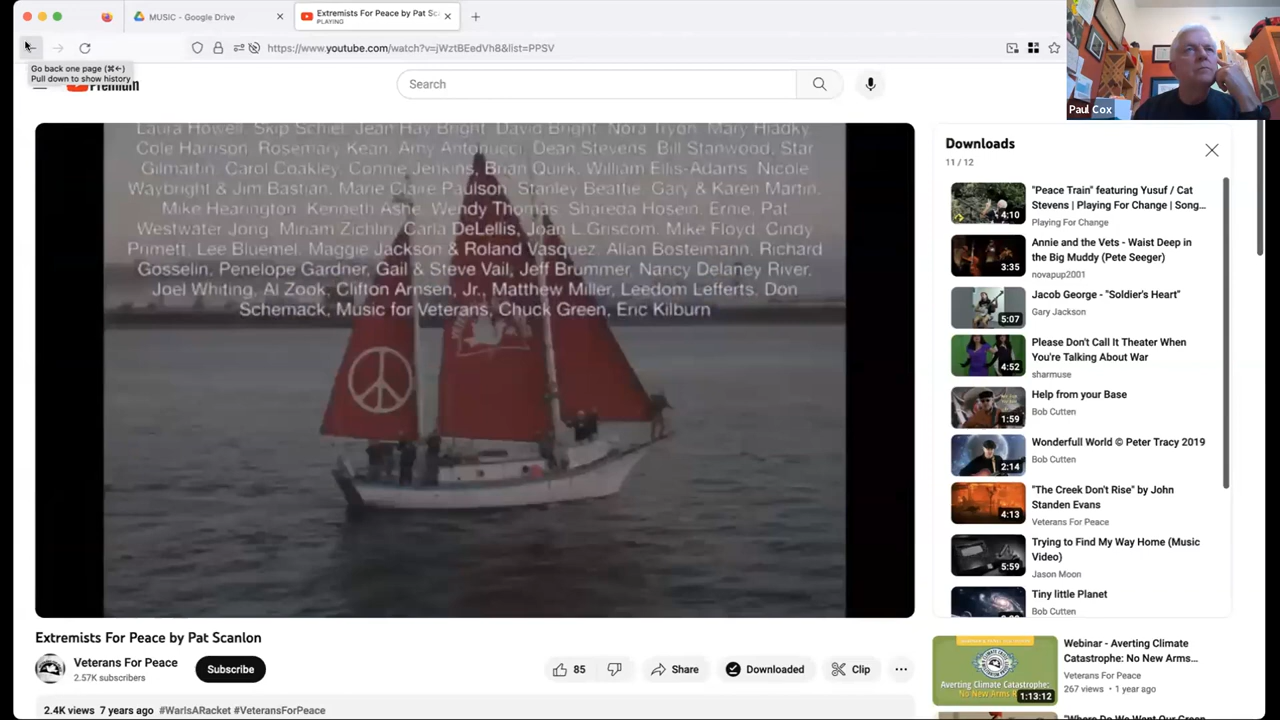 MUSIC - Google Drive
Extremists For Peace by Pat Sc
PLAYING
https://www.youtube.com/watch?v=jWztBEedVh8&list=PPSV
Go back one page (⌘←)
Pull down to show history
Premium
Search
Paul Cox
Laura Howell, Skip Schiel, Jean Hay Bright, David Bright, Nora Tryon, Mary Hladky,
Cole Harrison, Rosemary Kean, Amy Antonucci, Dean Stevens, Bill Stanwood, Star
Gilmartin, Carol Coakley, Connie Jenkins, Brian Quirk, William Ellis-Adams, Nicole
Waybright & Jim Bastian, Marie Claire Paulson, Stanley Beattie, Gary & Karen Martin,
Mike Hearington, Kenneth Ashe, Wendy Thomas, Shareda Hosein, Ernie, Pat
Westwater Jong, Miriam Zink, Carla DeLellis, Joan L. Griscom, Mike Floyd, Cindy
Lee Bluemel, Maggie Jackson & Roland Vasquez, Allan Bostelmann, Richard
Gosselin, Penelope Gardner, Gail & Steve Vail, Jeff Brummer, Nancy Delaney River,
Joel Whiting, Al Zook, Clifton Arnsen, Jr., Matthew Miller, Leedom Lefferts, Don
Schemack, Music for Veterans, Chuck Green, Eric Kilburn
Extremists For Peace by Pat Scanlon
Veterans For Peace
2.57K subscribers
Subscribe
85
Share
Downloaded
Clip
2.4K views 7 years ago #WarIsARacket #VeteransForPeace
Downloads
11 / 12
"Peace Train" featuring Yusuf / Cat
Stevens | Playing For Change | Song...
Playing For Change
4:10
Annie and the Vets - Waist Deep in
the Big Muddy (Pete Seeger)
novapup2001
3:35
Jacob George - "Soldier's Heart"
Gary Jackson
5:07
Please Don't Call It Theater When
You're Talking About War
sharmuse
4:52
Help from your Base
Bob Cutten
1:59
Wonderfull World © Peter Tracy 2019
Bob Cutten
2:14
"The Creek Don't Rise" by John
Standen Evans
Veterans For Peace
4:13
Trying to Find My Way Home (Music
Video)
Jason Moon
5:59
Tiny little Planet
Bob Cutten
Webinar - Averting Climate
Catastrophe: No New Arms...
Veterans For Peace
267 views • 1 year ago
Averting Climate Catastrophe:
No New Arms
1:13:12
"Where Do We Want Our Green